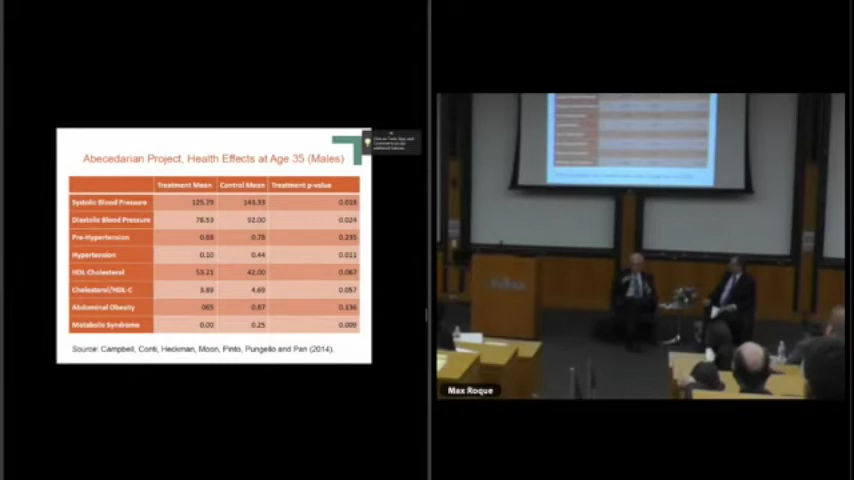 Abecedarian Project, Health Effects at Age 35 (Males)
Treatment Mean Control Mean Treatment p-value
Systolic Blood Pressure 125.79 143.33 0.018
Diastolic Blood Pressure 78.53 92.00 0.024
Pre-Hypertension 0.68 0.78 0.235
Hypertension 0.10 0.44 0.011
HDL Cholesterol 53.21 42.00 0.067
Cholesterol/HDL-C 3.89 4.69 0.057
Abdominal Obesity 065 0.87 0.136
Metabolic Syndrome 0.00 0.25 0.009
Source: Campbell, Conti, Heckman, Moon, Pinto, Pungello and Pan (2014).
Max Roque